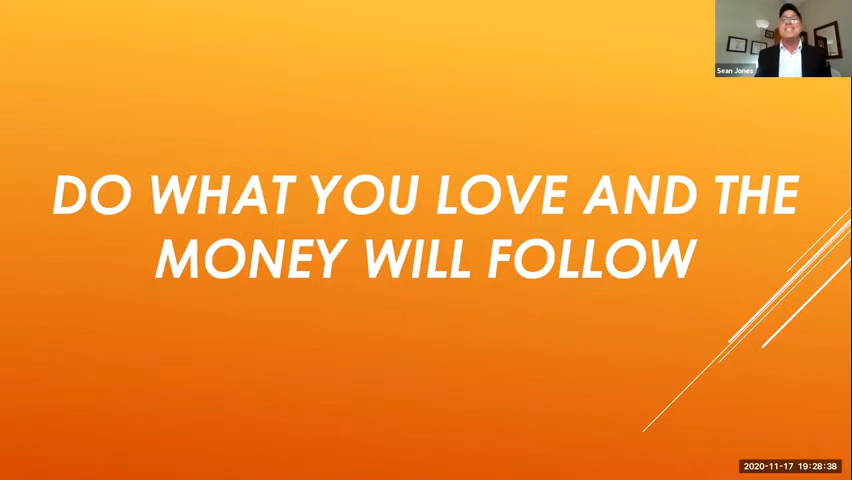 Sean Jones
DO WHAT YOU LOVE AND THE
MONEY WILL FOLLOW
2020-11-17 19:28:38